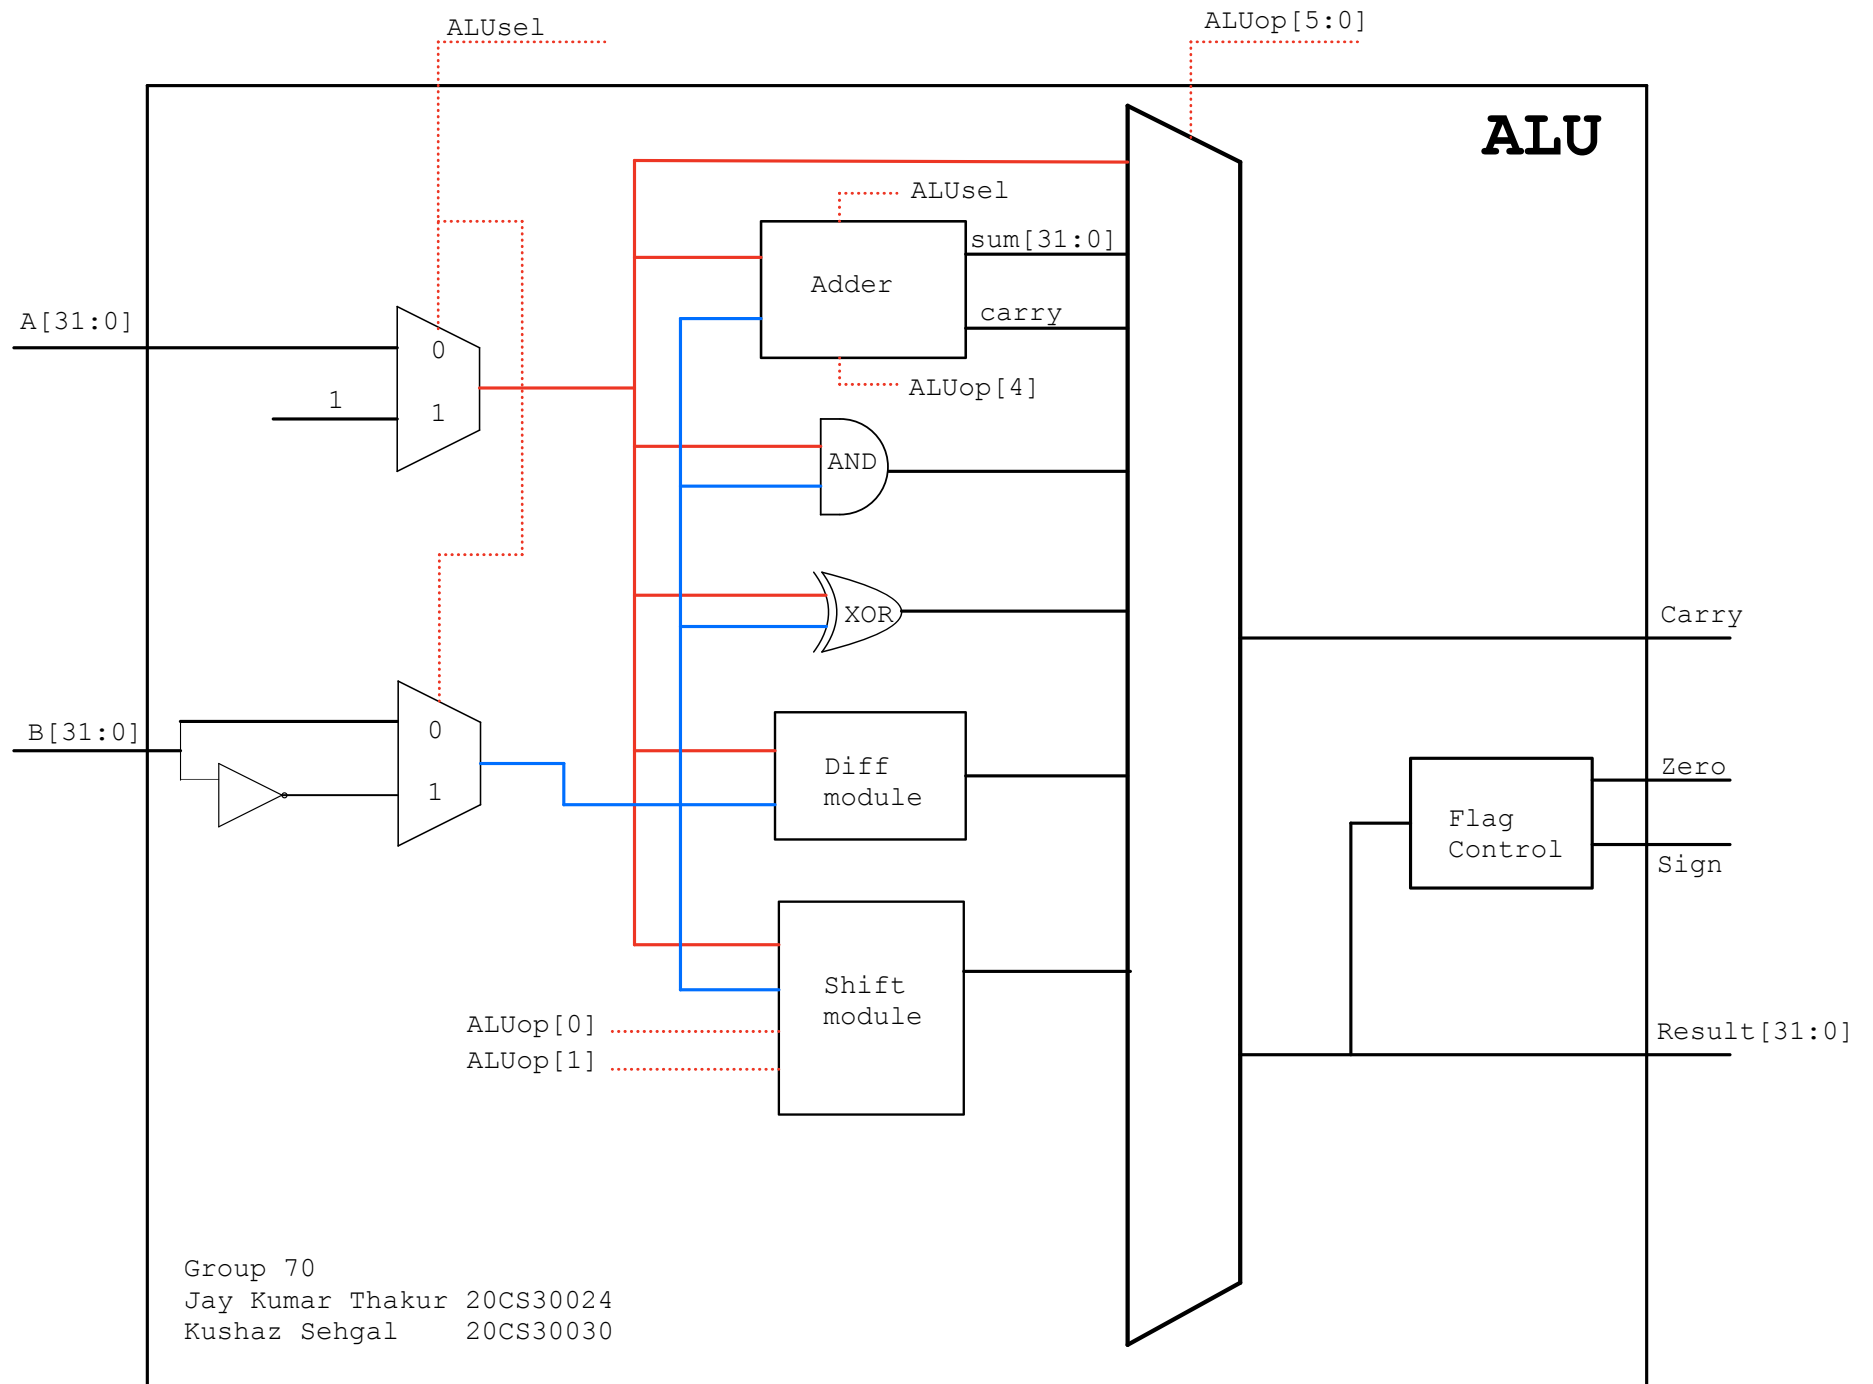 ALUsel
ALUop[5:0]
ALU
ALUsel
sum[31:0]
Adder
carry
A[31:0]
0
1
1
ALUop[4]
AND
XOR
Carry
B[31:0]
0
1
Diff
module
Zero
Flag
Control
Sign
Shift
module
ALUop[0]
ALUop[1]
Result[31:0]
Group 70
Jay Kumar Thakur 20CS30024
Kushaz Sehgal 20CS30030